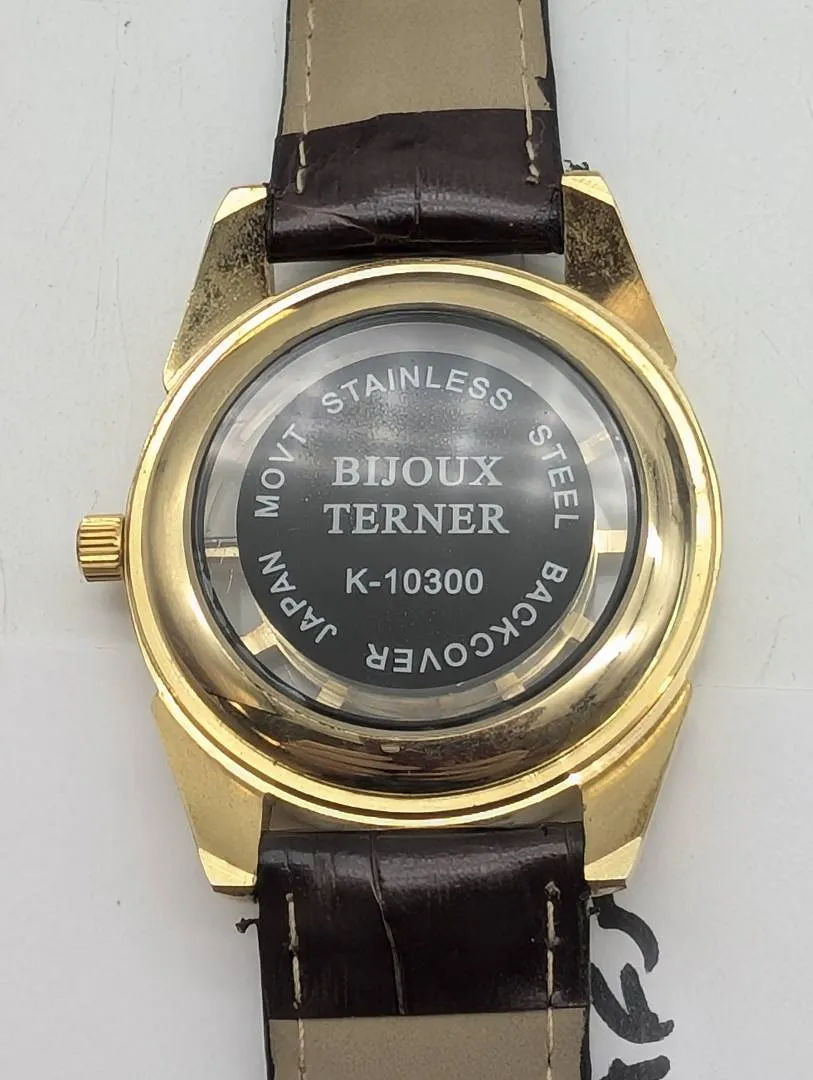 STAINLESS STEEL BACKCOVER JAPAN MOVT
BIJOUX
TERNER
K-10300